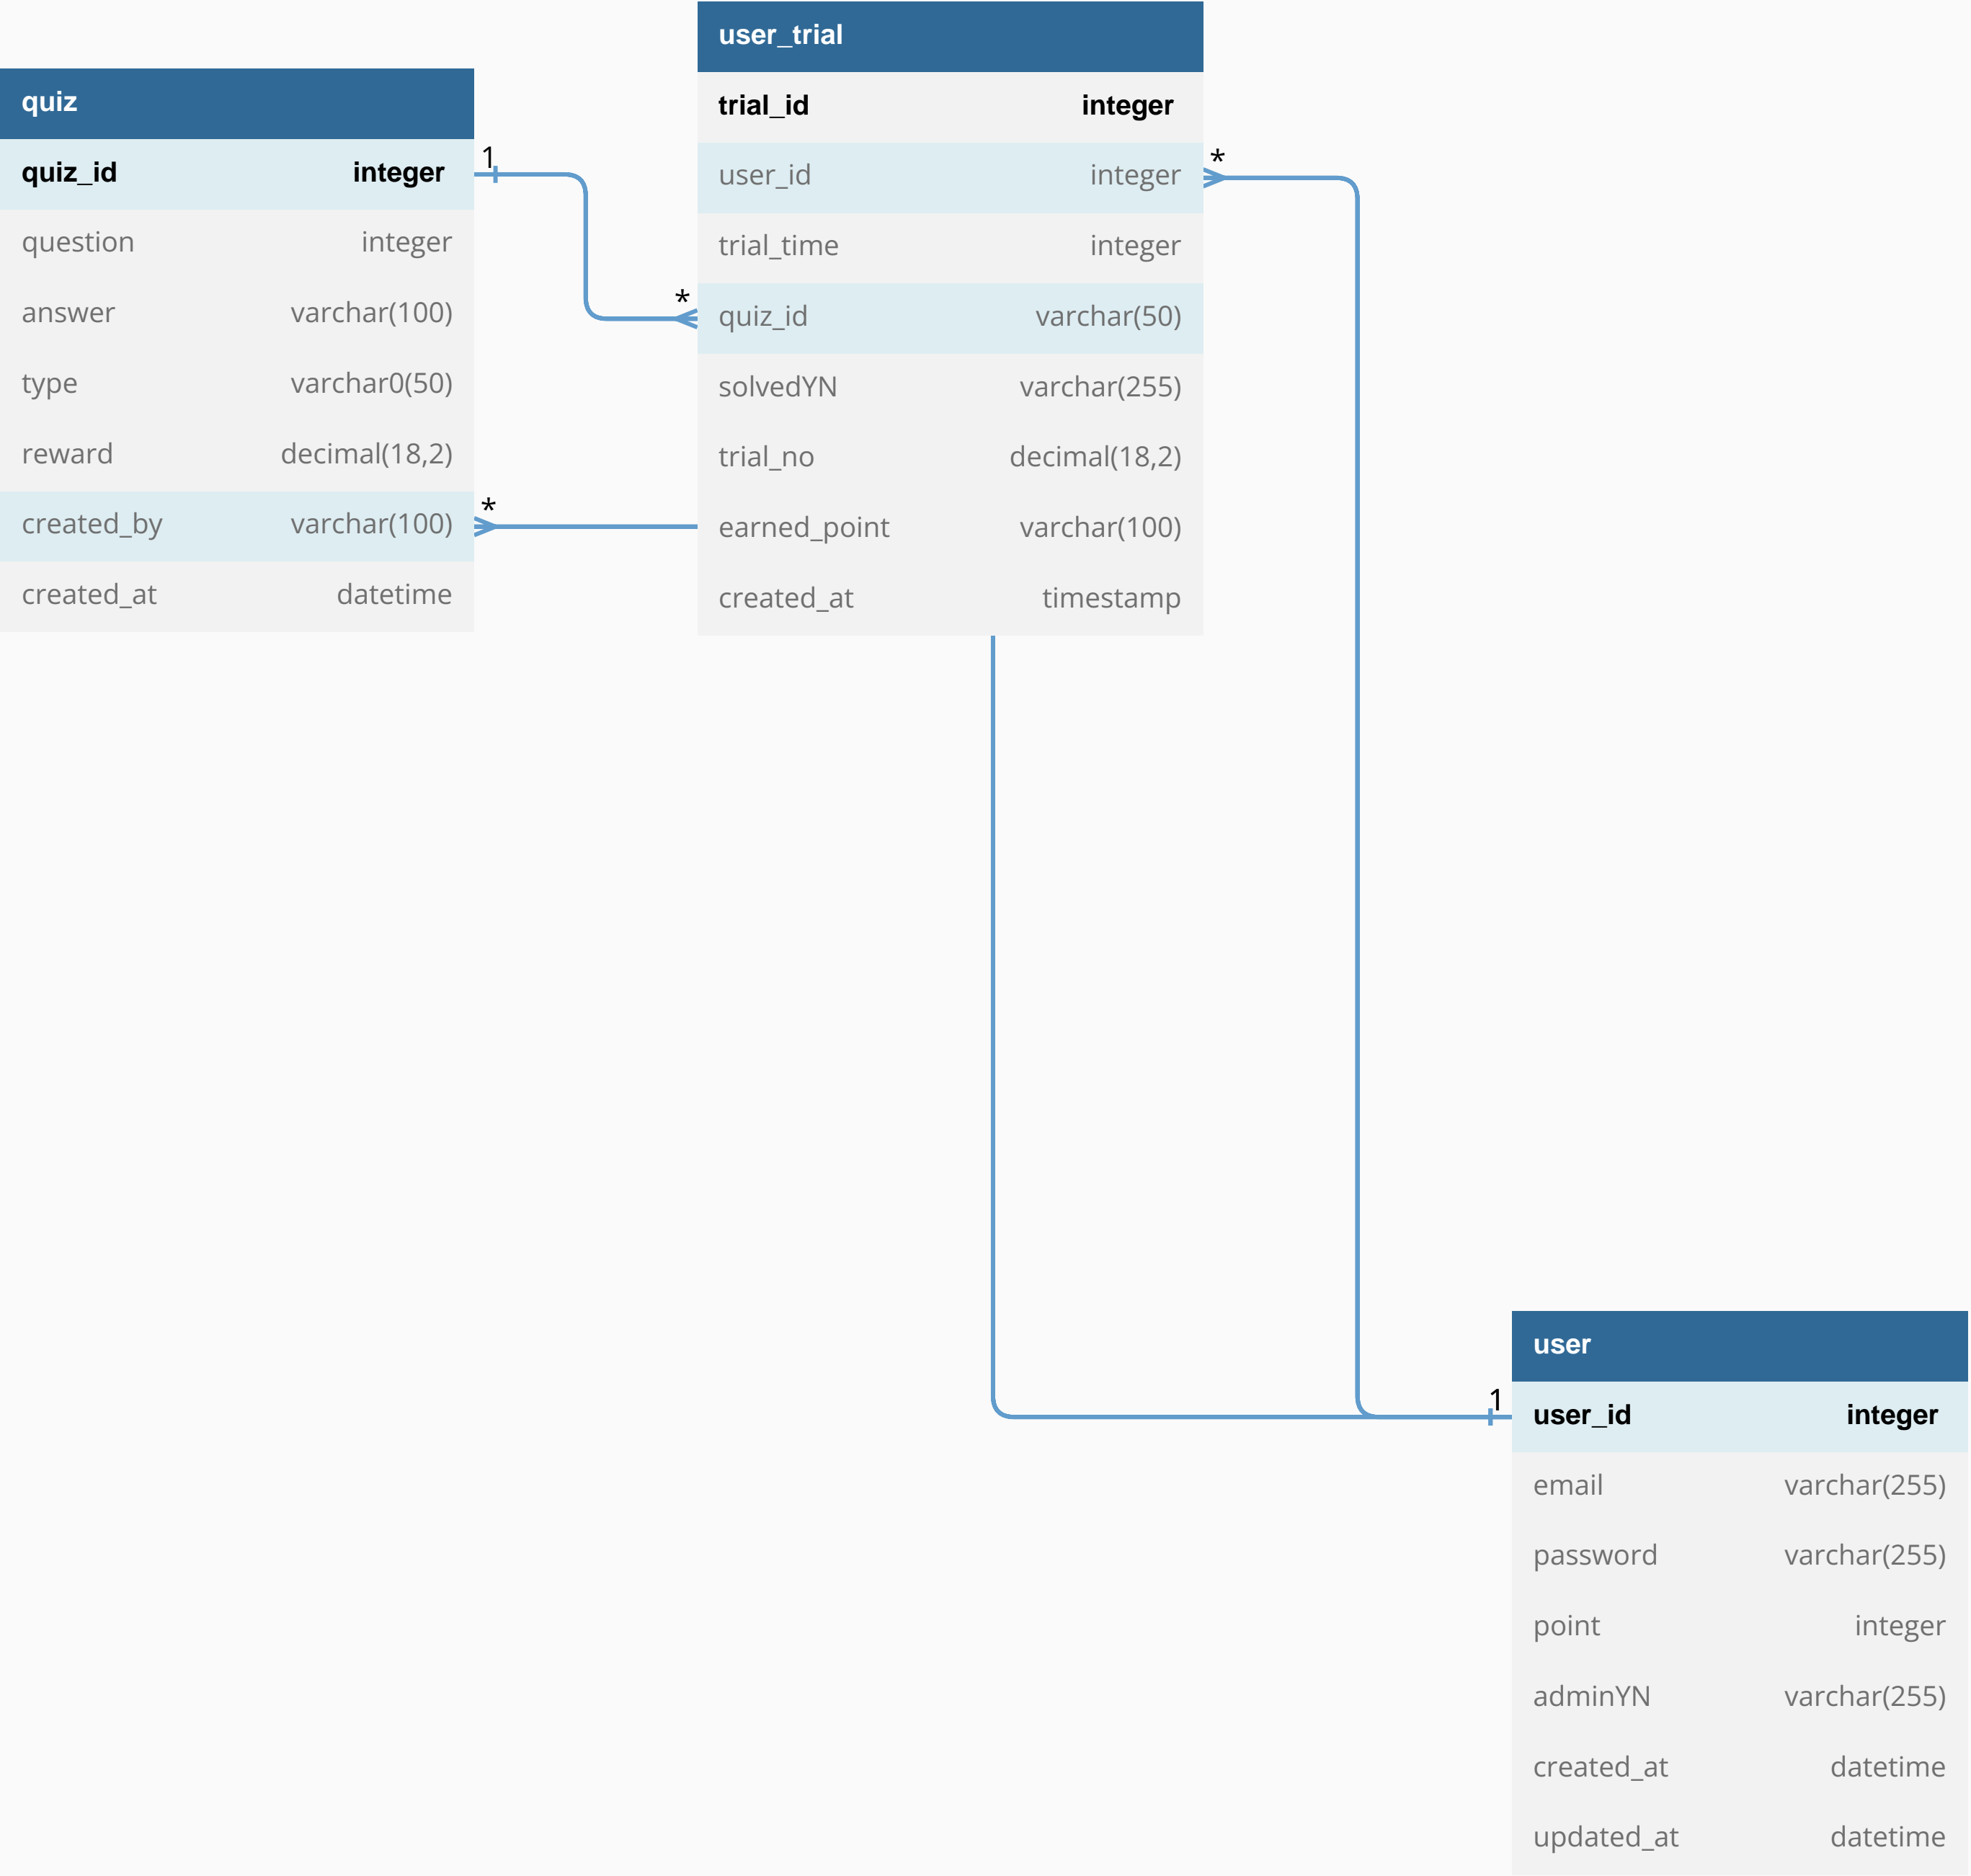 quiz
quiz_id integer
question integer
answer varchar(100)
type varchar0(50)
reward decimal(18,2)
created_by varchar(100)
created_at datetime
1
*
*
user_trial
trial_id integer
user_id integer
trial_time integer
quiz_id varchar(50)
solvedYN varchar(255)
trial_no decimal(18,2)
earned_point varchar(100)
created_at timestamp
*
1
user
user_id integer
email varchar(255)
password varchar(255)
point integer
adminYN varchar(255)
created_at datetime
updated_at datetime